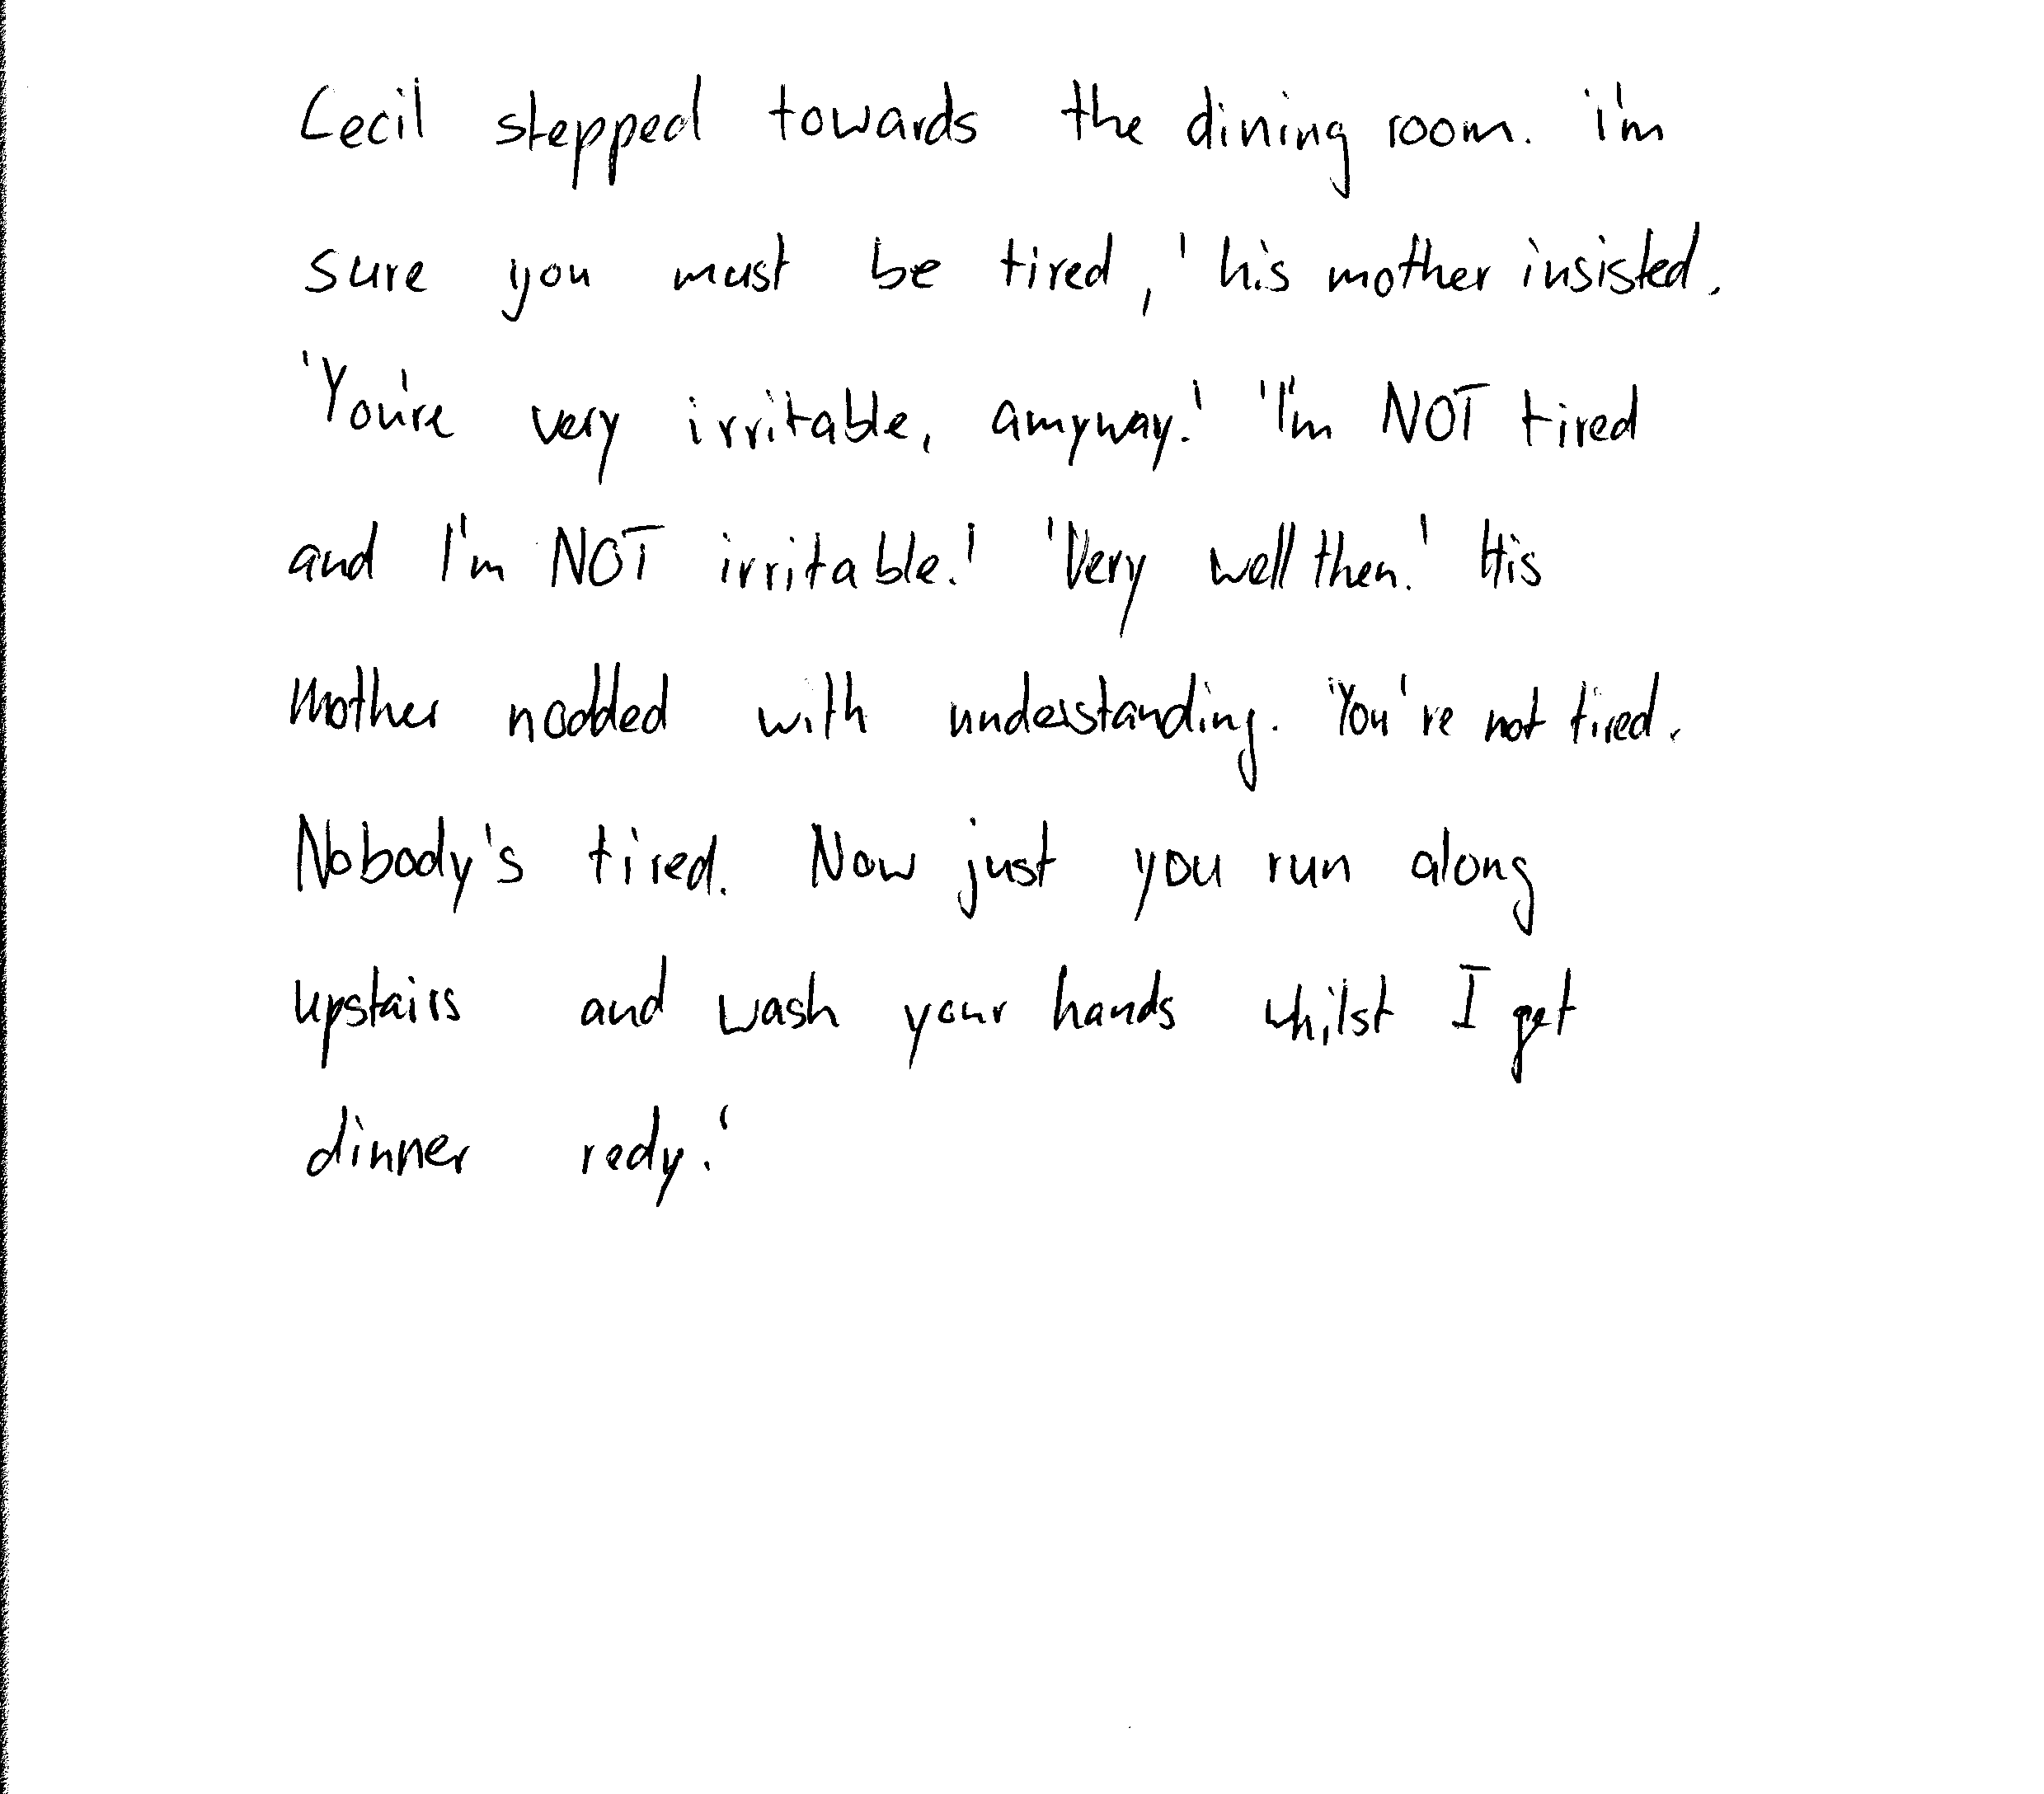 Cecil stepped towards the dining room. 'I'm
sure you must be tired,' his mother insisted.
'You're very irritable, amyway.' 'I'm NOT tired
and I'm NOT irritable.' 'Very well then.' His
mother nodded with understanding. 'You're not tired.
Nobody's tired. Now just you run along
upstairs and wash your hands whilst I get
dinner redy.'